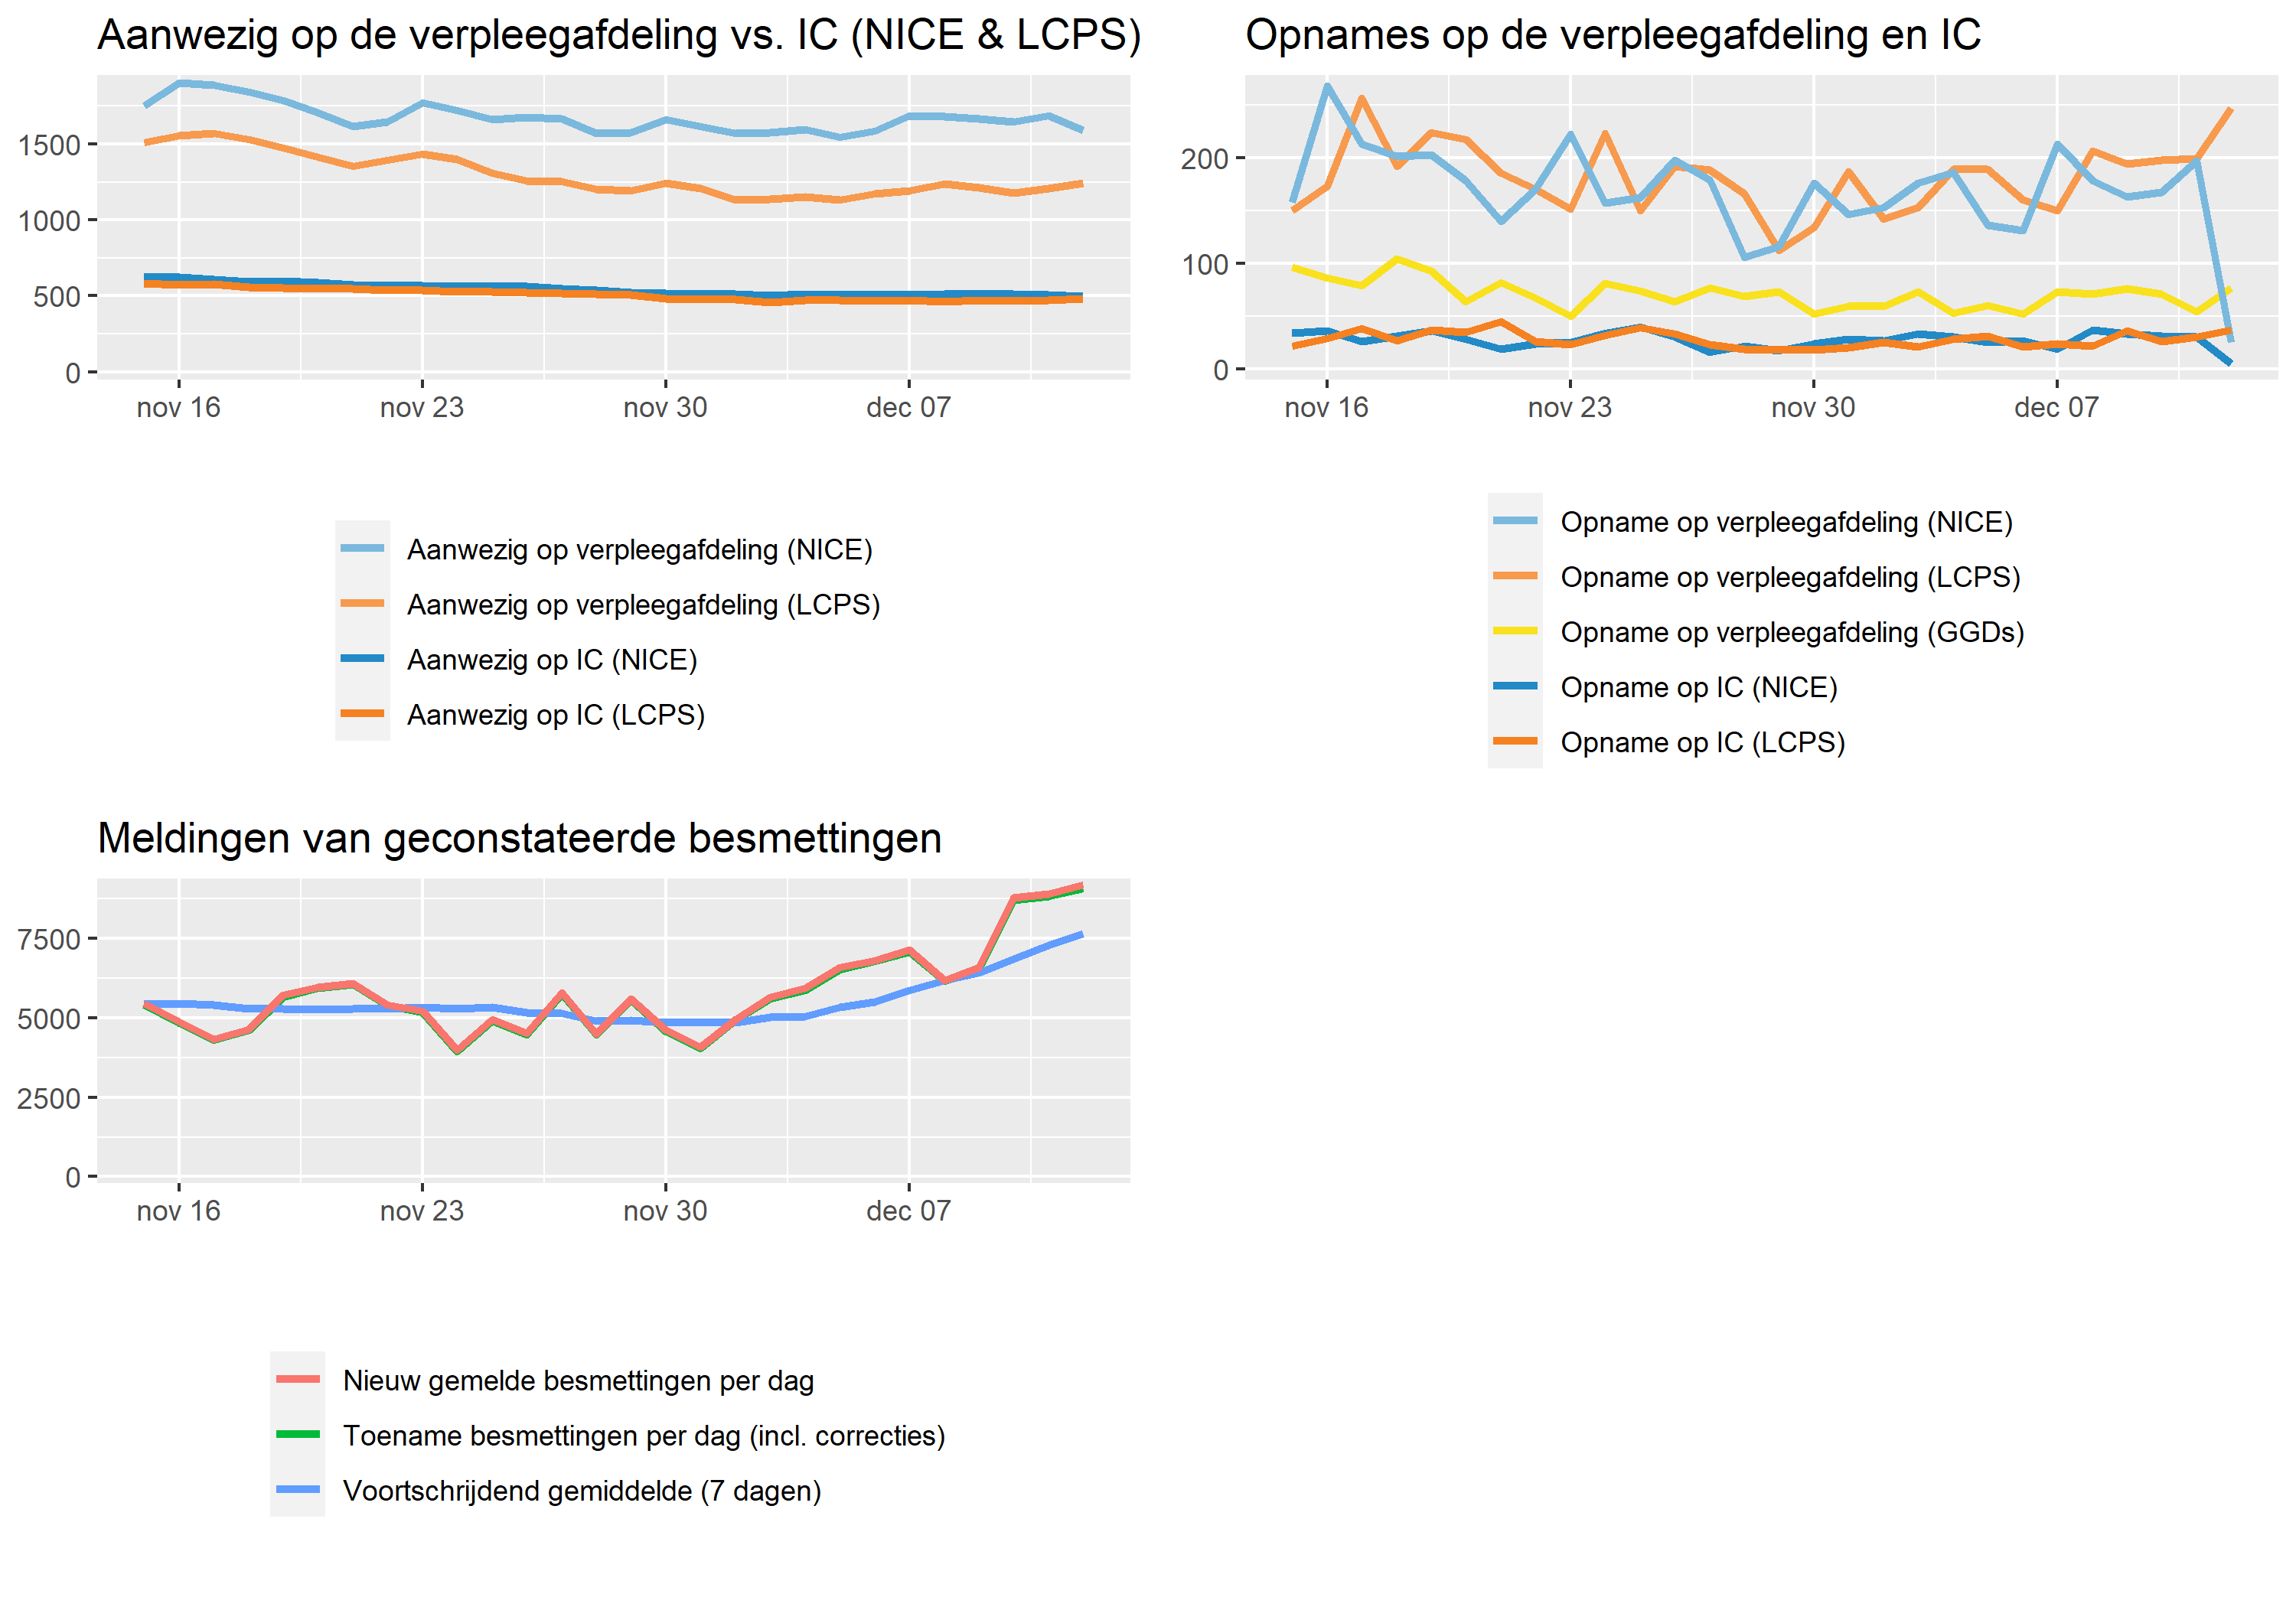 Aanwezig op de verpleegafdeling vs. IC (NICE & LCPS)
1500
1000
500
0
nov 16 nov 23 nov 30 dec 07
Aanwezig op verpleegafdeling (NICE)
Aanwezig op verpleegafdeling (LCPS)
Aanwezig op IC (NICE)
Aanwezig op IC (LCPS)
Opnames op de verpleegafdeling en IC
200
100
0
nov 16 nov 23 nov 30 dec 07
Opname op verpleegafdeling (NICE)
Opname op verpleegafdeling (LCPS)
Opname op verpleegafdeling (GGDs)
Opname op IC (NICE)
Opname op IC (LCPS)
Meldingen van geconstateerde besmettingen
7500
5000
2500
0
nov 16 nov 23 nov 30 dec 07
Nieuw gemelde besmettingen per dag
Toename besmettingen per dag (incl. correcties)
Voortschrijdend gemiddelde (7 dagen)